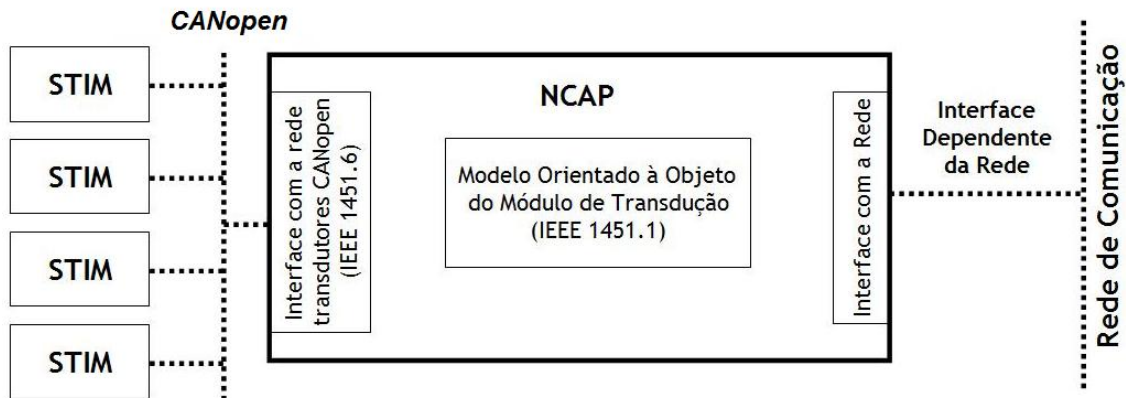 CANopen
STIM
STIM
STIM
STIM
Interface com a rede
transdutores CANopen
(IEEE 1451.6)
NCAP
Modelo Orientado à Objeto
do Módulo de Transdução
(IEEE 1451.1)
Interface com a Rede
Interface
Dependente
da Rede
Rede de Comunicação